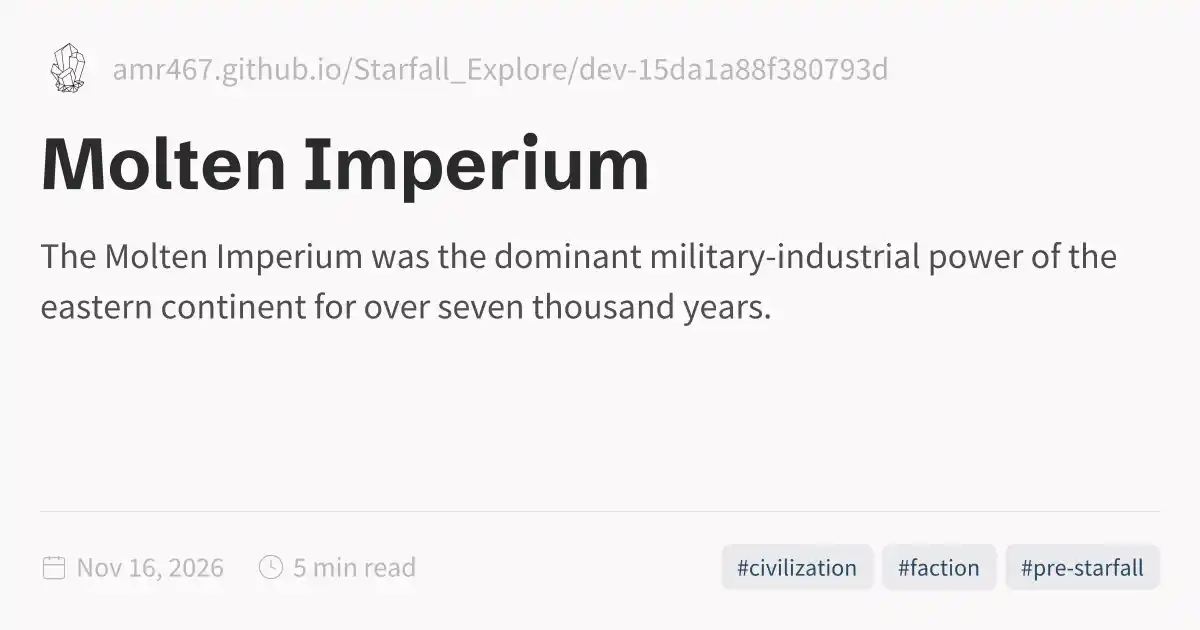 amr467.github.io/Starfall_Explore/dev-15da1a88f380793d
Molten Imperium
The Molten Imperium was the dominant military-industrial power of the
eastern continent for over seven thousand years.
Nov 16, 2026 5 min read #civilization #faction #pre-starfall